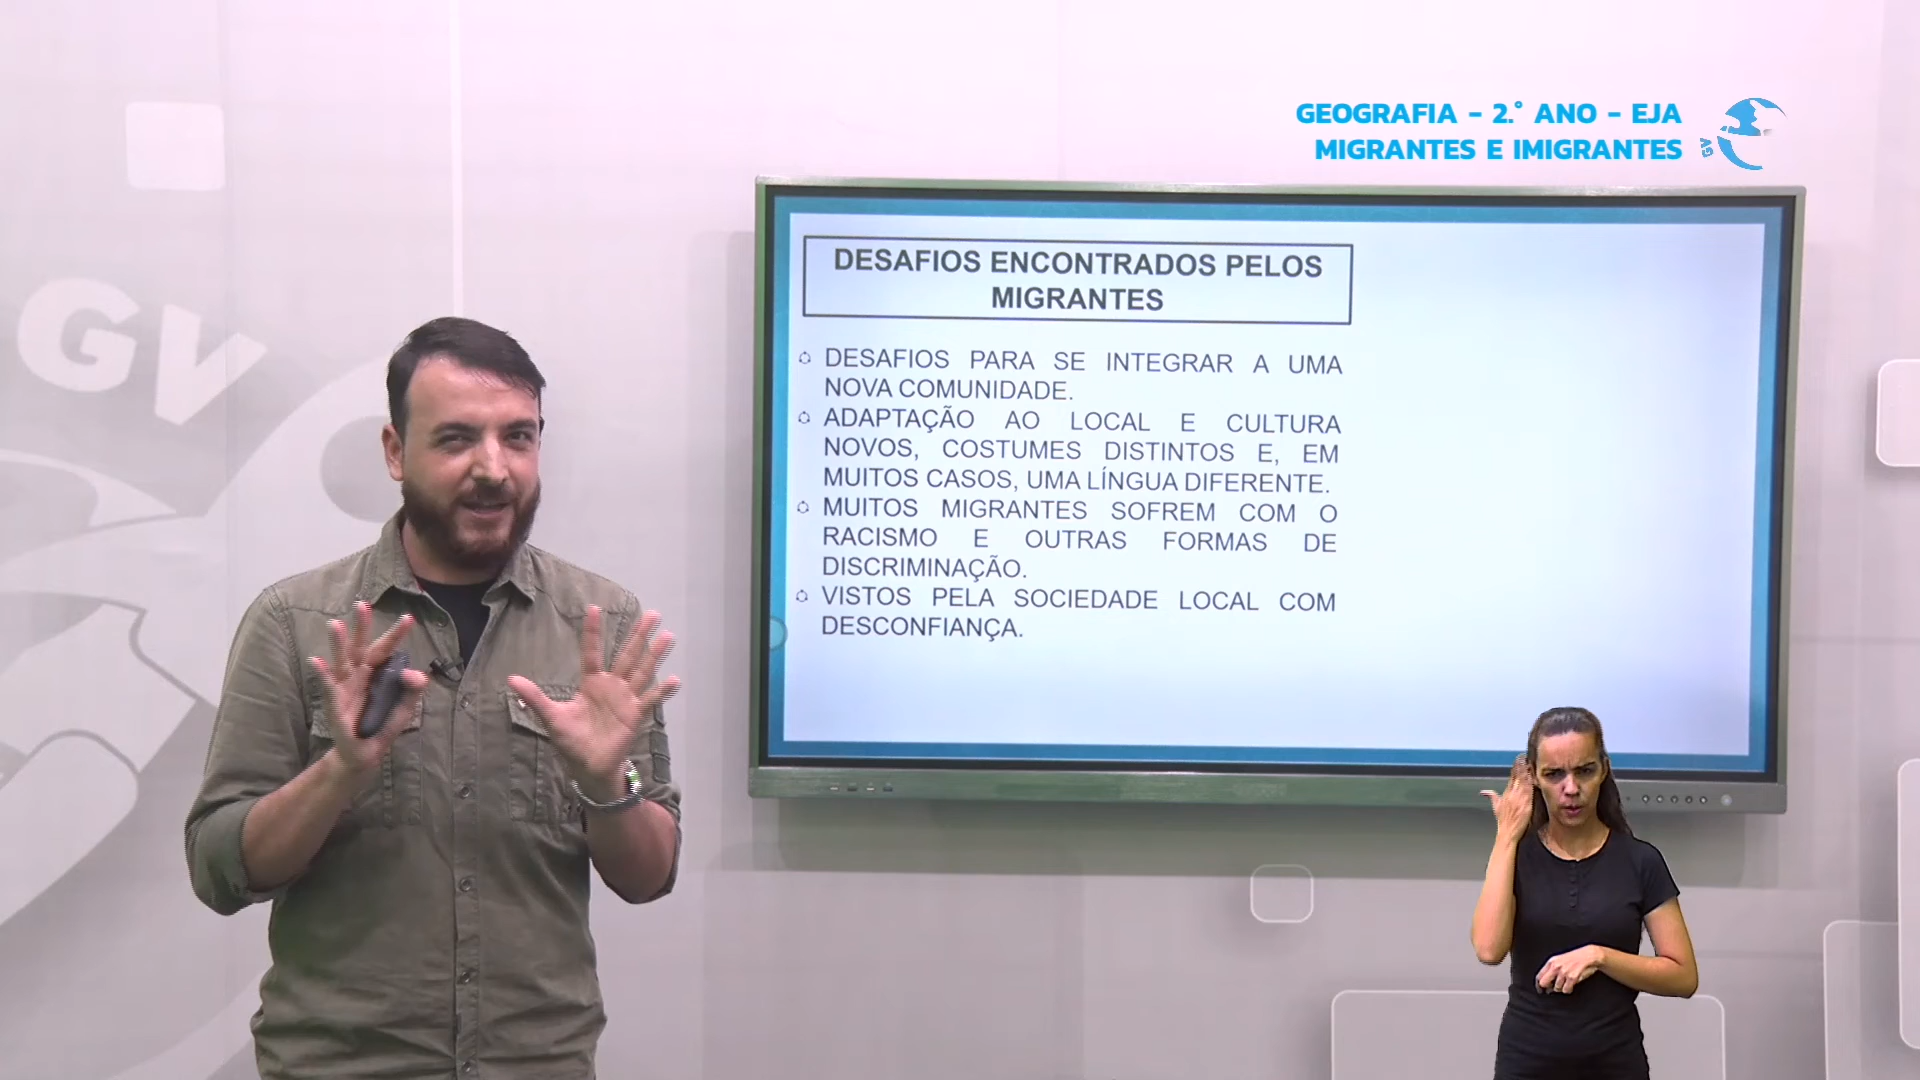 GEOGRAFIA - 2.° ANO - EJA
MIGRANTES E IMIGRANTES
GV
GV
DESAFIOS ENCONTRADOS PELOS
MIGRANTES
DESAFIOS PARA SE INTEGRAR A UMA
NOVA COMUNIDADE.
ADAPTAÇÃO AO LOCAL E CULTURA
NOVOS, COSTUMES DISTINTOS E, EM
MUITOS CASOS, UMA LÍNGUA DIFERENTE.
MUITOS MIGRANTES SOFREM COM O
RACISMO E OUTRAS FORMAS DE
DISCRIMINAÇÃO.
VISTOS PELA SOCIEDADE LOCAL COM
DESCONFIANÇA.